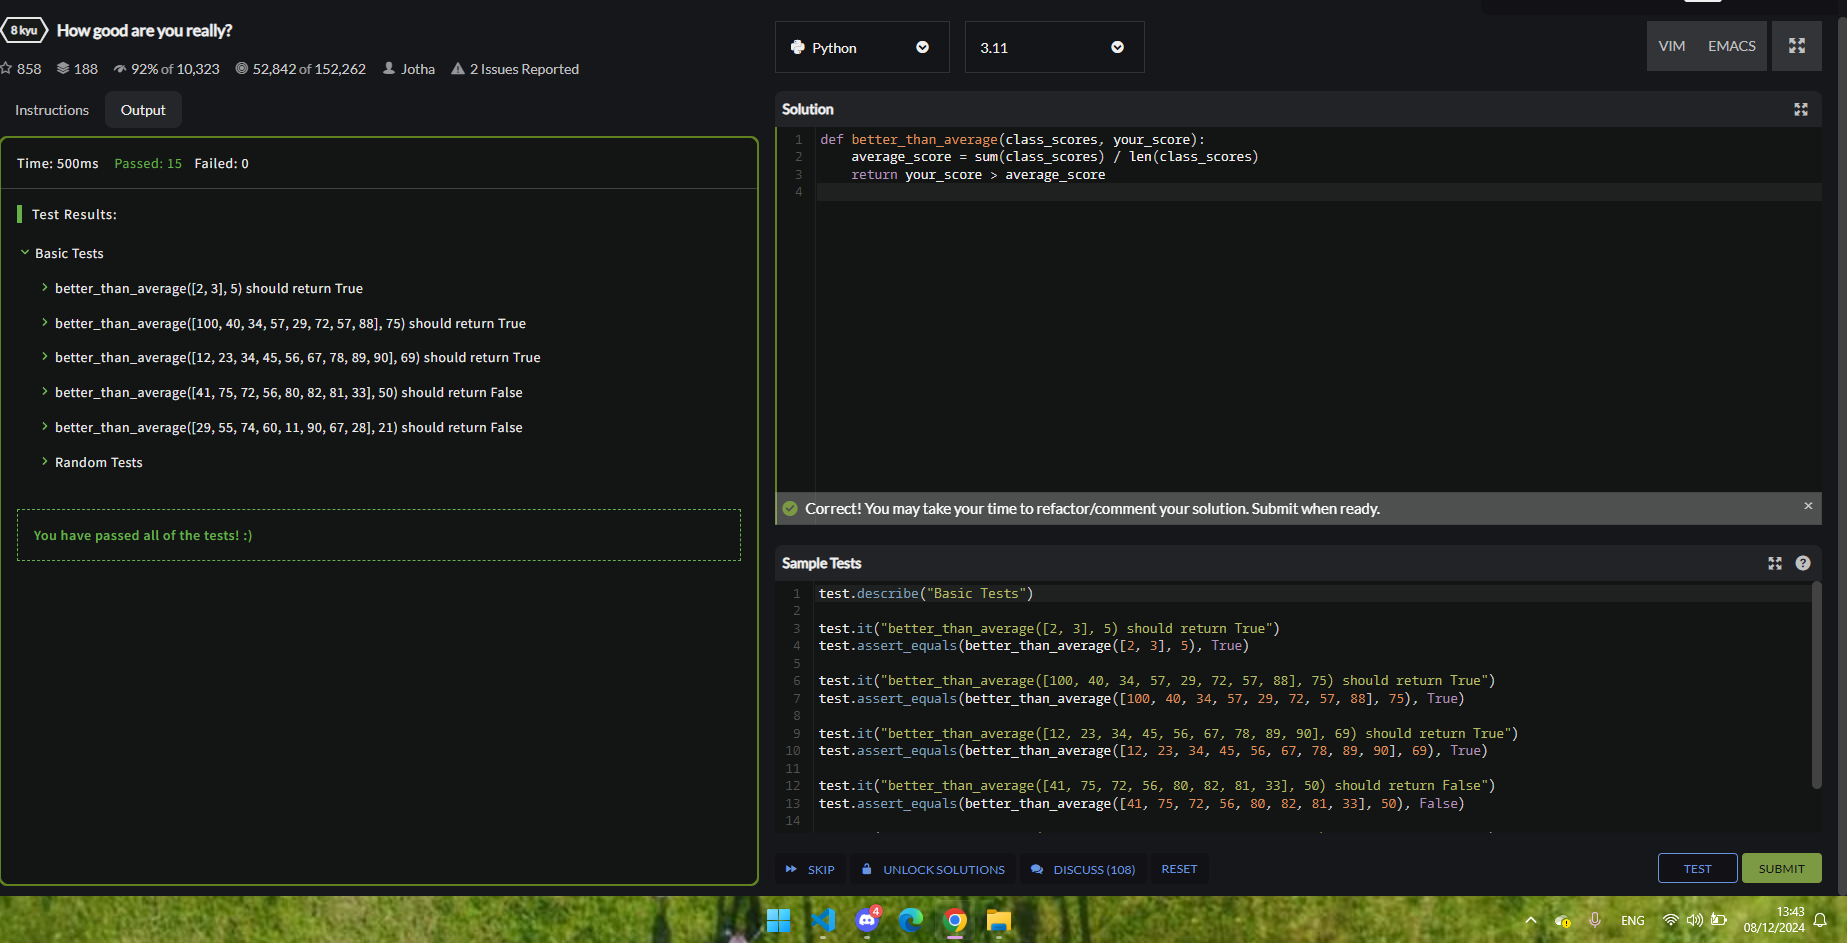 8 kyu How good are you really?
858 188 92% of 10,323 52,842 of 152,262 Jotha 2 Issues Reported
Instructions Output
Time: 500ms Passed: 15 Failed: 0
Test Results:
Basic Tests
better_than_average([2, 3], 5) should return True
better_than_average([100, 40, 34, 57, 29, 72, 57, 88], 75) should return True
better_than_average([12, 23, 34, 45, 56, 67, 78, 89, 90], 69) should return True
better_than_average([41, 75, 72, 56, 80, 82, 81, 33], 50) should return False
better_than_average([29, 55, 74, 60, 11, 90, 67, 28], 21) should return False
Random Tests
You have passed all of the tests! :)
Python 3.11 VIM EMACS
Solution
1 def better_than_average(class_scores, your_score):
2 average_score = sum(class_scores) / len(class_scores)
3 return your_score > average_score
4
Correct! You may take your time to refactor/comment your solution. Submit when ready. ×
Sample Tests ?
1 test.describe("Basic Tests")
2
3 test.it("better_than_average([2, 3], 5) should return True")
4 test.assert_equals(better_than_average([2, 3], 5), True)
5
6 test.it("better_than_average([100, 40, 34, 57, 29, 72, 57, 88], 75) should return True")
7 test.assert_equals(better_than_average([100, 40, 34, 57, 29, 72, 57, 88], 75), True)
8
9 test.it("better_than_average([12, 23, 34, 45, 56, 67, 78, 89, 90], 69) should return True")
10 test.assert_equals(better_than_average([12, 23, 34, 45, 56, 67, 78, 89, 90], 69), True)
11
12 test.it("better_than_average([41, 75, 72, 56, 80, 82, 81, 33], 50) should return False")
13 test.assert_equals(better_than_average([41, 75, 72, 56, 80, 82, 81, 33], 50), False)
14
SKIP UNLOCK SOLUTIONS DISCUSS (108) RESET TEST SUBMIT
4
ENG
13:43
08/12/2024